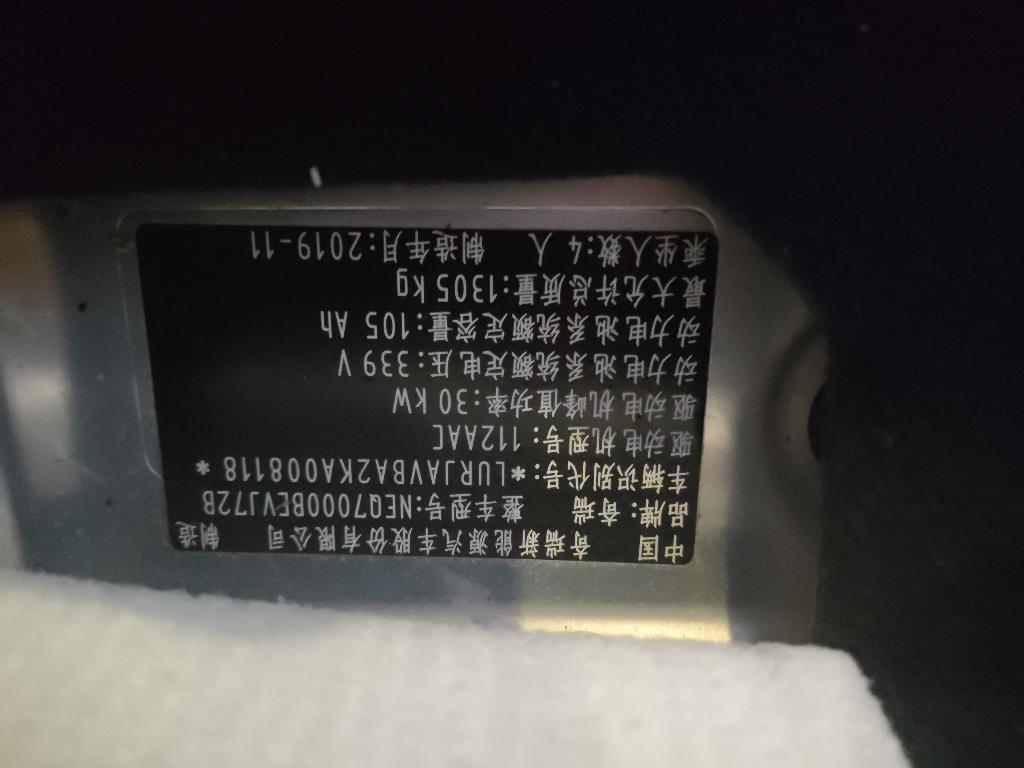 中国 奇瑞新能源汽车股份有限公司 制造
品牌：奇瑞 整车型号：NEQ7000BEVJ72B
车辆识别代号：*LURJAVBA2KA008118*
驱动电机型号：112AAC
驱动电机峰值功率：30 kW
动力电池系统额定电压：339 V
动力电池系统额定容量：105 Ah
最大允许总质量：1305 kg
乘坐人数：4 人 制造年月：2019-11